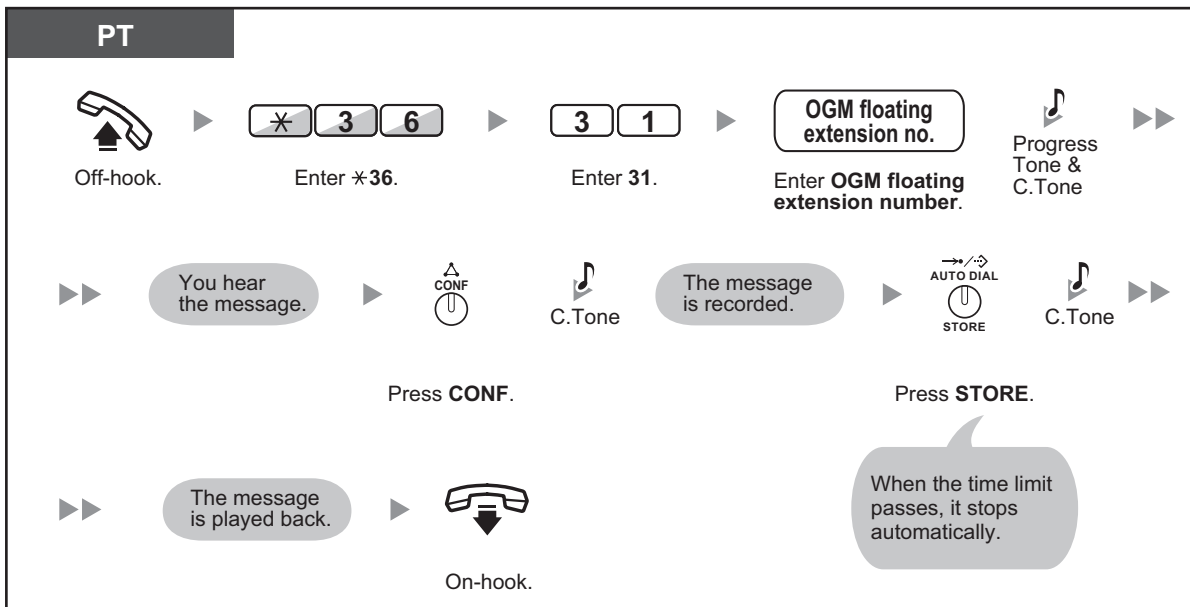 PT
✳ 3 6
3 1
OGM floating
extension no.
Off-hook.
Enter ✳36.
Enter 31.
Enter OGM floating
extension number.
Progress
Tone &
C.Tone
You hear
the message.
CONF
C.Tone
The message
is recorded.
AUTO DIAL
STORE
C.Tone
Press CONF.
Press STORE.
The message
is played back.
When the time limit
passes, it stops
automatically.
On-hook.